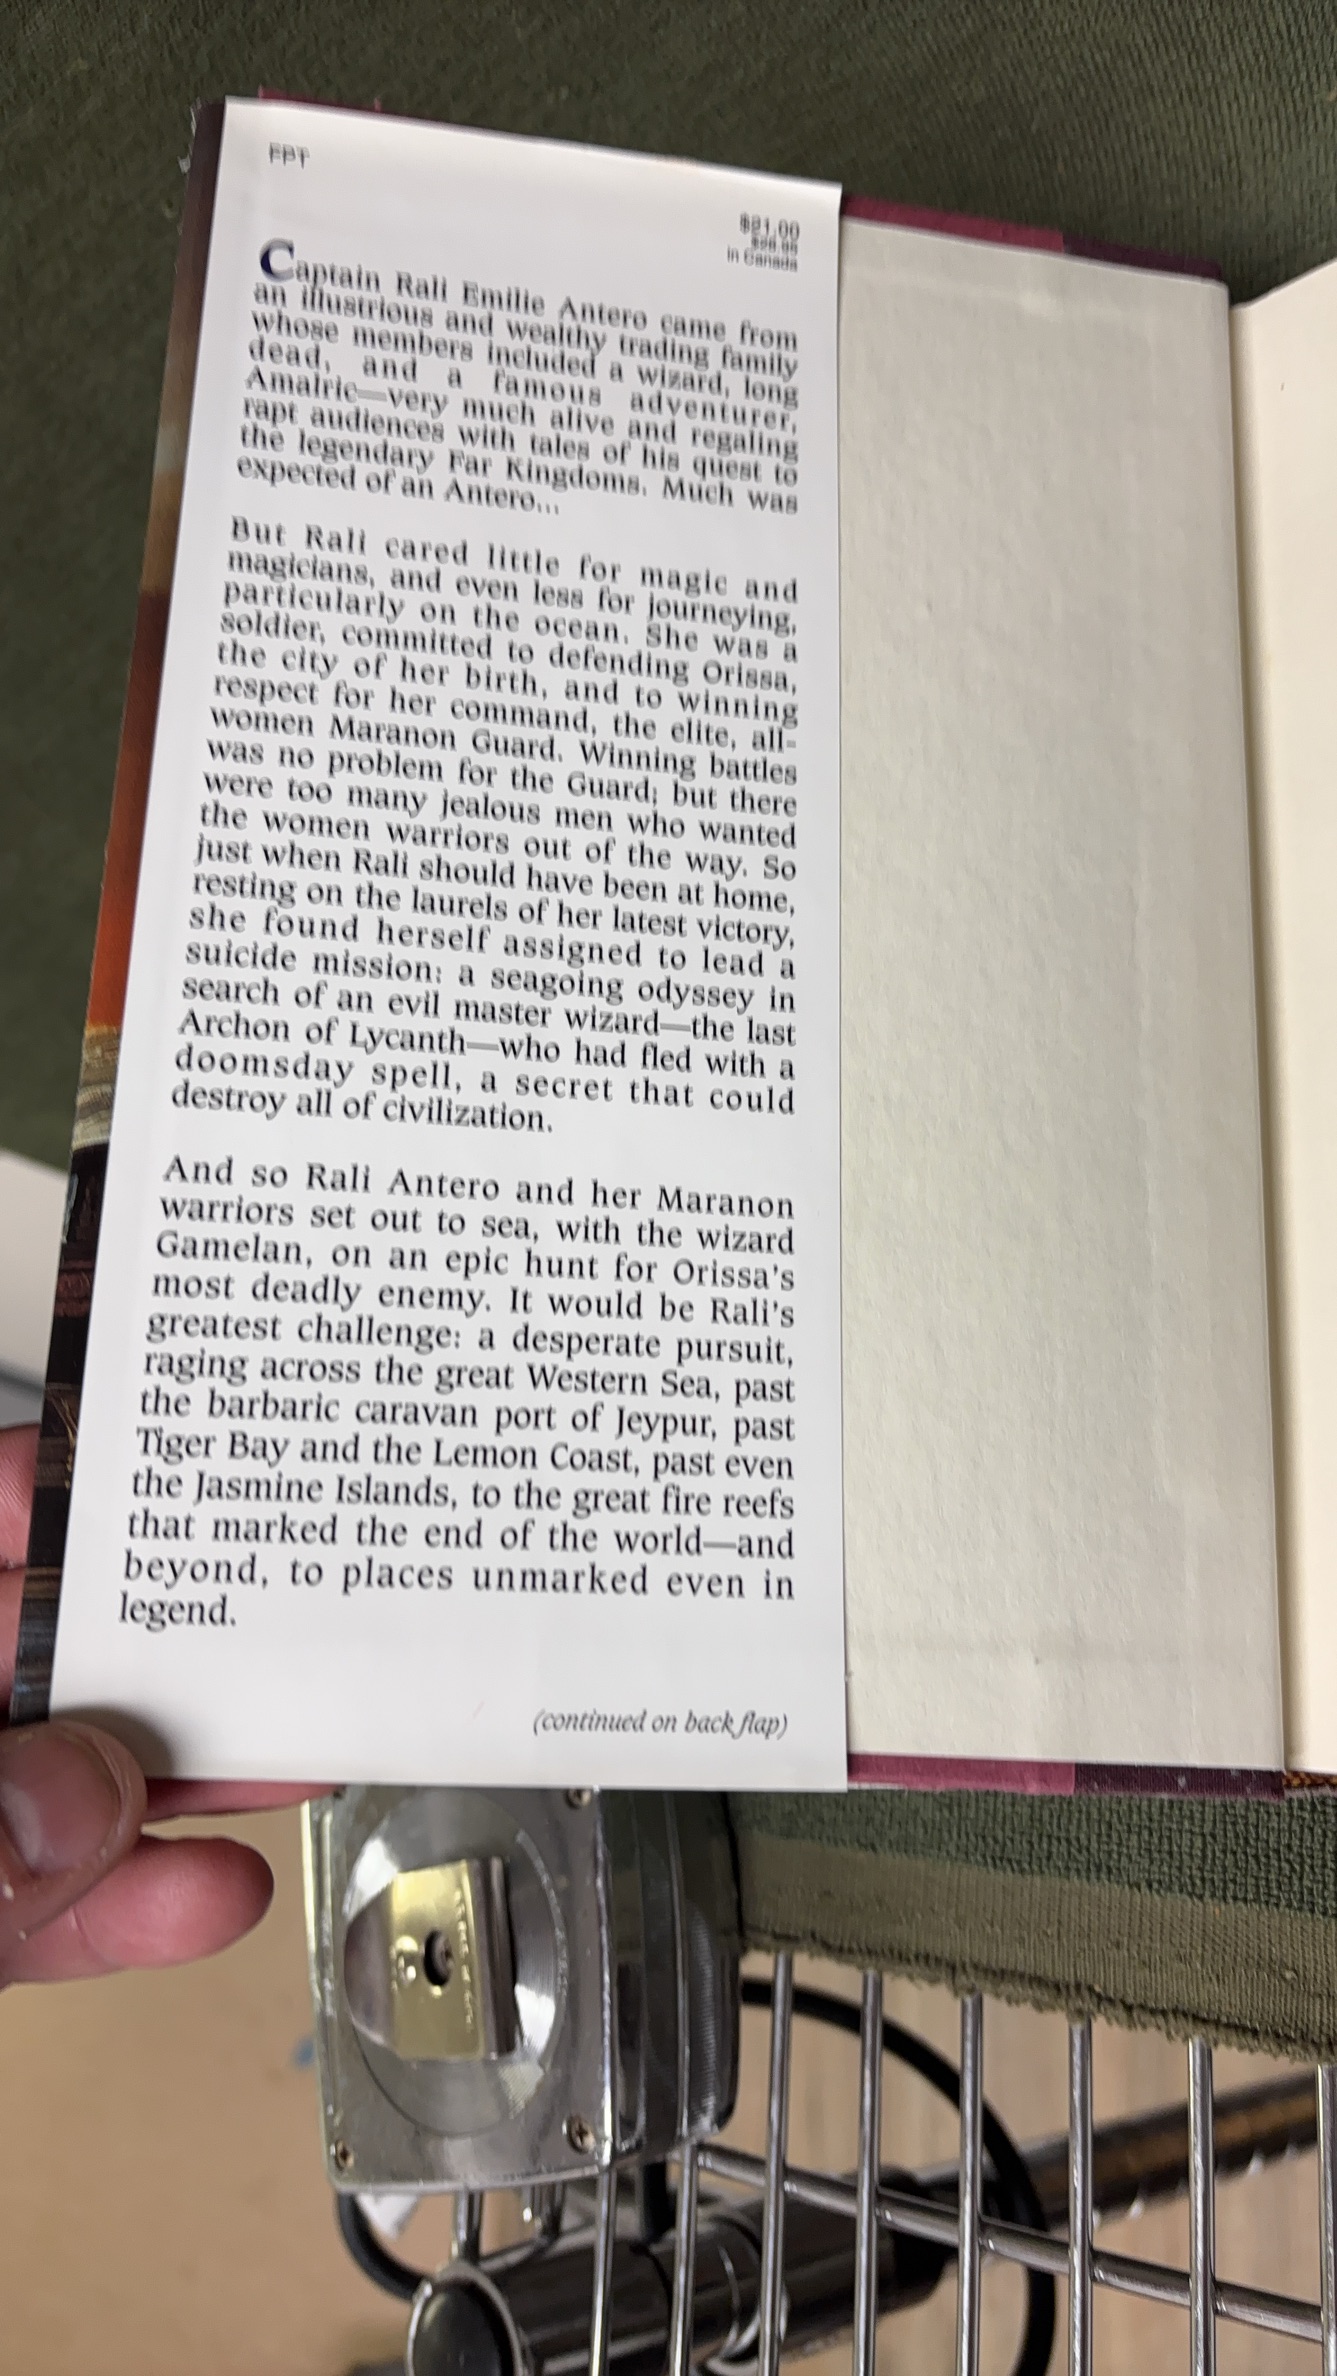 FPT
$21.00
in Canada
Captain Rali Emilie Antero came from
an illustrious and wealthy trading family
whose members included a wizard, long
dead, and a famous adventurer,
Amalric—very much alive and regaling
rapt audiences with tales of his quest to
the legendary Far Kingdoms. Much was
expected of an Antero...
But Rali cared little for magic and
magicians, and even less for journeying,
particularly on the ocean. She was a
soldier, committed to defending Orissa,
the city of her birth, and to winning
respect for her command, the elite, all-
women Maranon Guard. Winning battles
was no problem for the Guard; but there
were too many jealous men who wanted
the women warriors out of the way. So
just when Rali should have been at home,
resting on the laurels of her latest victory,
she found herself assigned to lead a
suicide mission: a seagoing odyssey in
search of an evil master wizard—the last
Archon of Lycanth—who had fled with a
doomsday spell, a secret that could
destroy all of civilization.
And so Rali Antero and her Maranon
warriors set out to sea, with the wizard
Gamelan, on an epic hunt for Orissa's
most deadly enemy. It would be Rali's
greatest challenge: a desperate pursuit,
raging across the great Western Sea, past
the barbaric caravan port of Jeypur, past
Tiger Bay and the Lemon Coast, past even
the Jasmine Islands, to the great fire reefs
that marked the end of the world—and
beyond, to places unmarked even in
legend.
(continued on back flap)